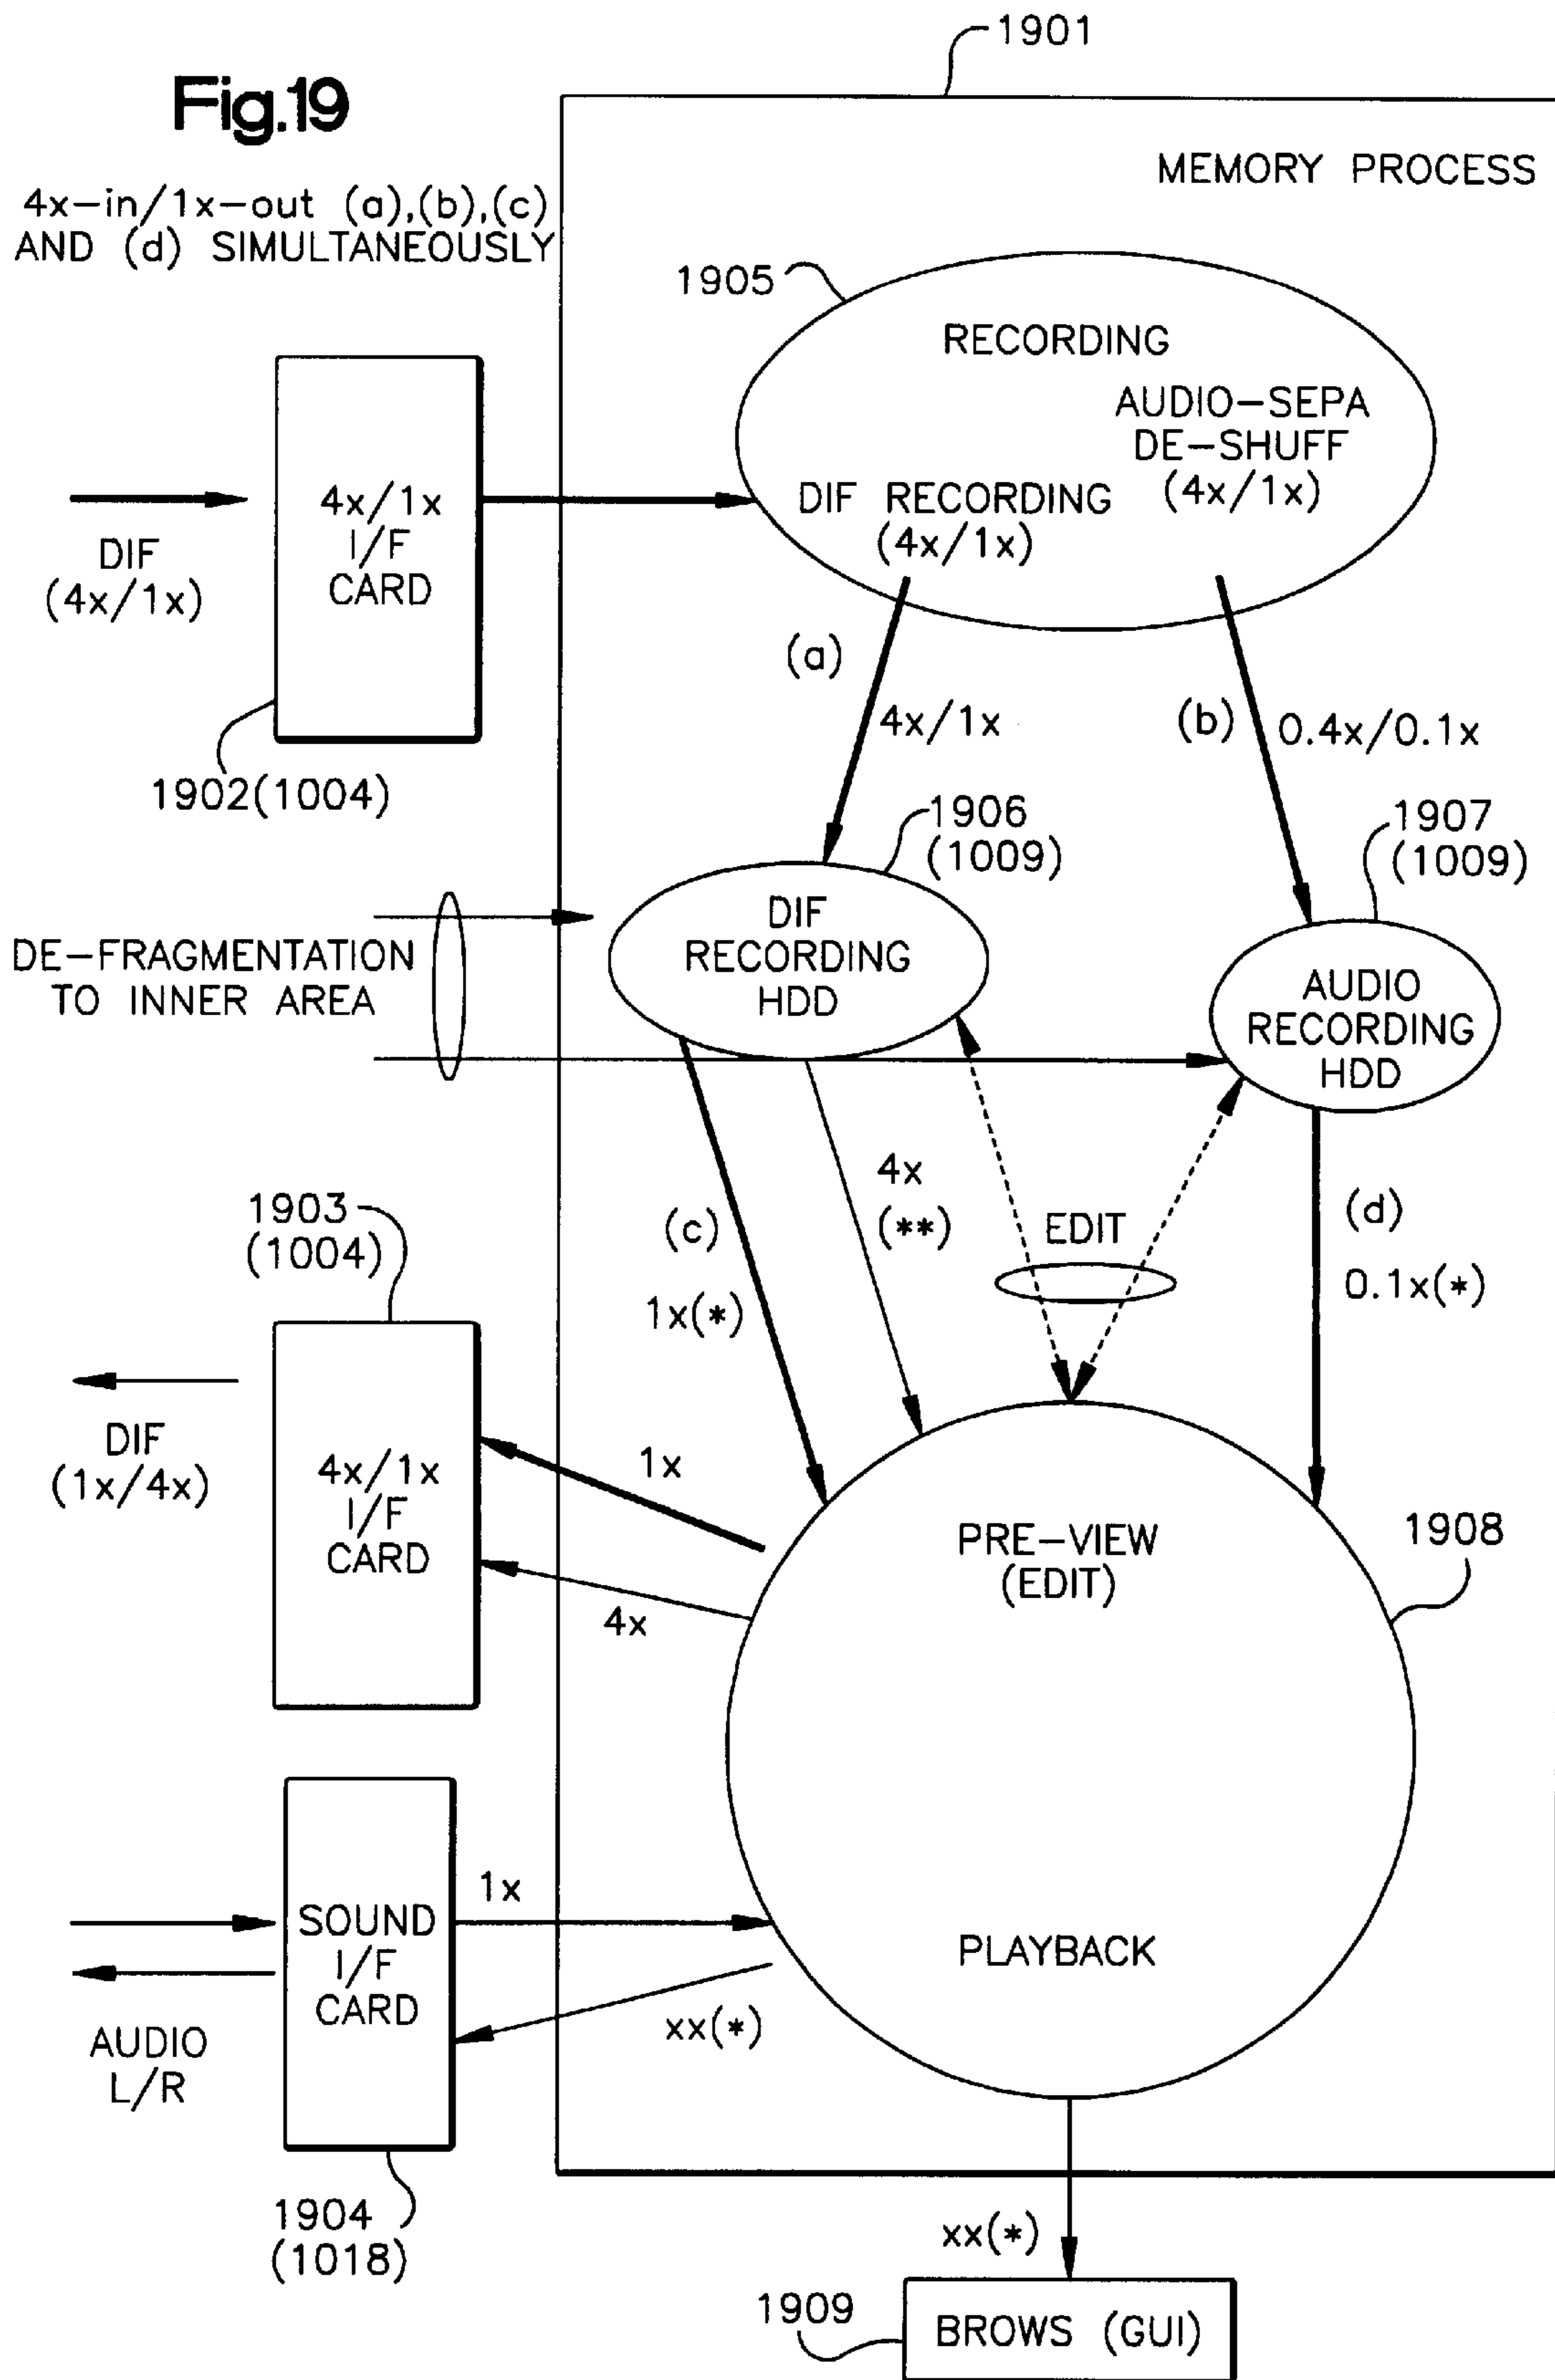 1901
Fig.19
MEMORY PROCESS
4x-in/1x-out (a),(b),(c)
AND (d) SIMULTANEOUSLY
1905
RECORDING
AUDIO-SEPA
DE-SHUFF
(4x/1x)
DIF RECORDING
(4x/1x)
4x/1x
I/F
CARD
DIF
(4x/1x)
(a)
4x/1x
(b)
0.4x/0.1x
1902(1004)
1906
(1009)
1907
(1009)
DIF
RECORDING
HDD
DE-FRAGMENTATION
TO INNER AREA
AUDIO
RECORDING
HDD
4x
(**)
(c)
1x(*)
EDIT
(d)
0.1x(*)
1903
(1004)
DIF
(1x/4x)
4x/1x
I/F
CARD
1x
4x
PRE-VIEW
(EDIT)
1908
1x
SOUND
I/F
CARD
PLAYBACK
xx(*)
AUDIO
L/R
1904
(1018)
xx(*)
1909
BROWS (GUI)